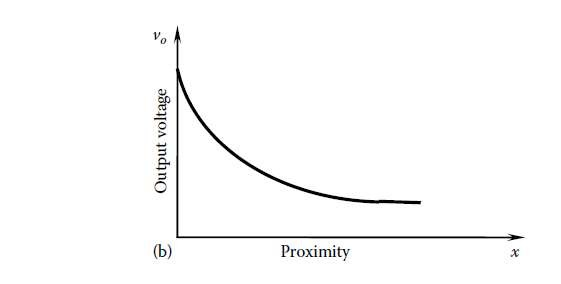 v_o
Output voltage
(b)
Proximity
x